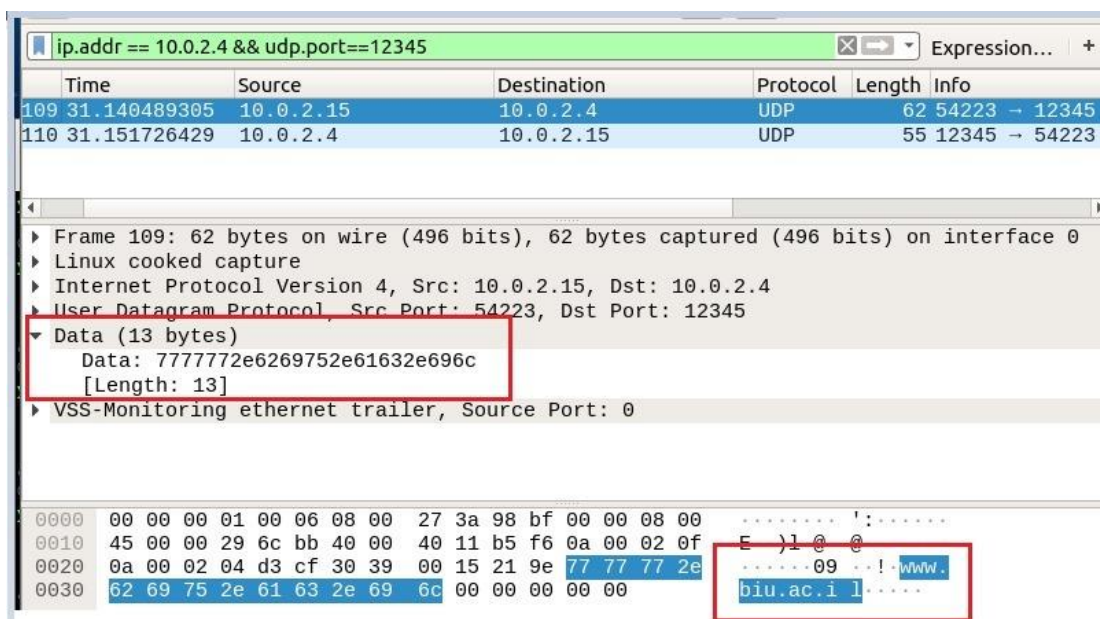 ip.addr == 10.0.2.4 && udp.port==12345 Expression... +
Time Source Destination Protocol Length Info
109 31.140489305 10.0.2.15 10.0.2.4 UDP 62 54223 → 12345
110 31.151726429 10.0.2.4 10.0.2.15 UDP 55 12345 → 54223
Frame 109: 62 bytes on wire (496 bits), 62 bytes captured (496 bits) on interface 0
Linux cooked capture
Internet Protocol Version 4, Src: 10.0.2.15, Dst: 10.0.2.4
User Datagram Protocol, Src Port: 54223, Dst Port: 12345
Data (13 bytes)
Data: 7777772e6269752e61632e696c
[Length: 13]
VSS-Monitoring ethernet trailer, Source Port: 0
0000 00 00 00 01 00 06 08 00 27 3a 98 bf 00 00 08 00 ········ ':······
0010 45 00 00 29 6c bb 40 00 40 11 b5 f6 0a 00 02 0f E··)l·@· @·······
0020 0a 00 02 04 d3 cf 30 39 00 15 21 9e 77 77 77 2e ······09 ··!·www.
0030 62 69 75 2e 61 63 2e 69 6c 00 00 00 00 00 biu.ac.i l·····